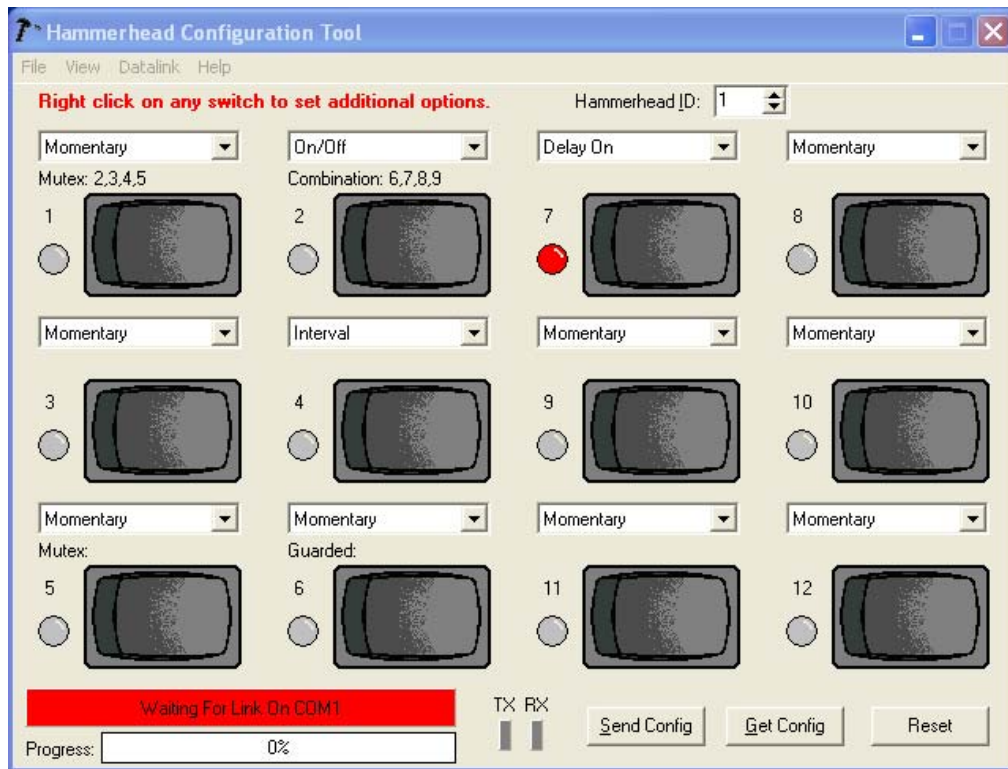 Hammerhead Configuration Tool
File View Datalink Help
Right click on any switch to set additional options.
Hammerhead ID: 1
Momentary On/Off Delay On Momentary
Mutex: 2,3,4,5 Combination: 6,7,8,9
1 2 7 8
Momentary Interval Momentary Momentary
3 4 9 10
Momentary Momentary Momentary Momentary
Mutex: Guarded:
5 6 11 12
Waiting For Link On COM1
TX RX
Send Config Get Config Reset
Progress: 0%